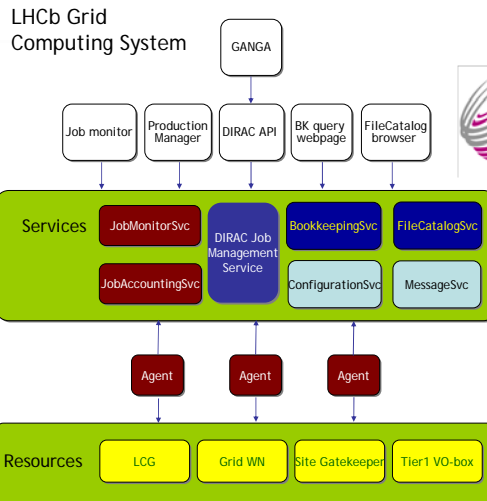 LHCb Grid
Computing System
GANGA
Job monitor
Production
Manager
DIRAC API
BK query
webpage
FileCatalog
browser
Services
JobMonitorSvc
DIRAC Job
Management
Service
BookkeepingSvc
FileCatalogSvc
JobAccountingSvc
ConfigurationSvc
MessageSvc
Agent
Agent
Agent
Resources
LCG
Grid WN
Site Gatekeeper
Tier1 VO-box